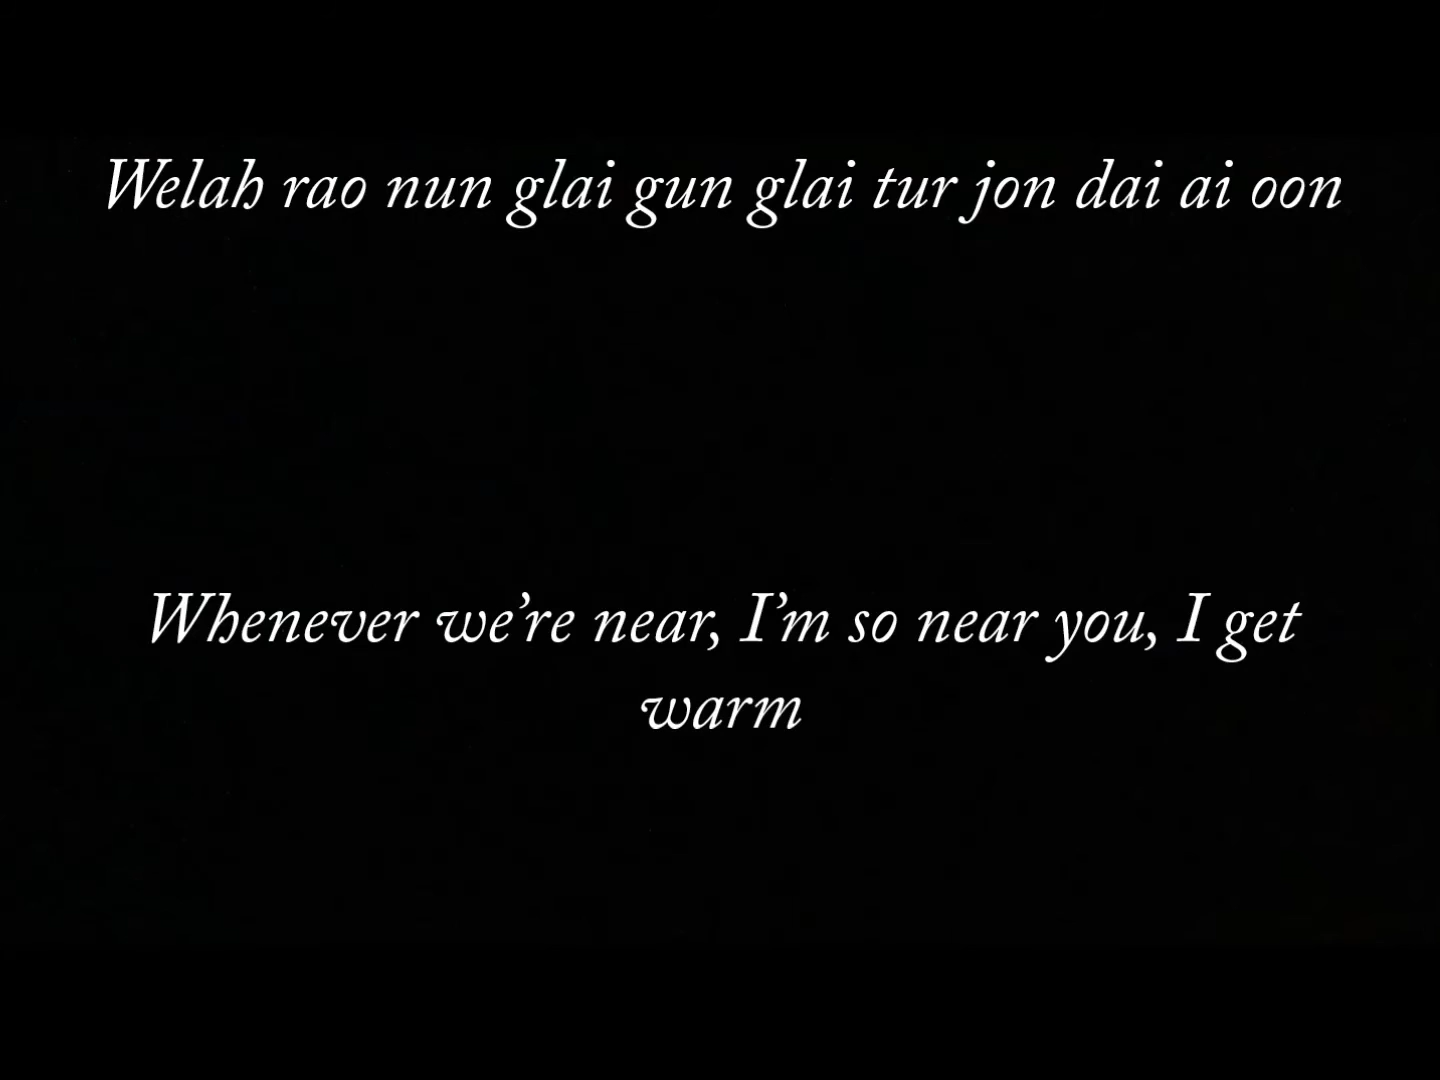 Welah rao nun glai gun glai tur jon dai ai oon
Whenever we’re near, I’m so near you, I get
warm